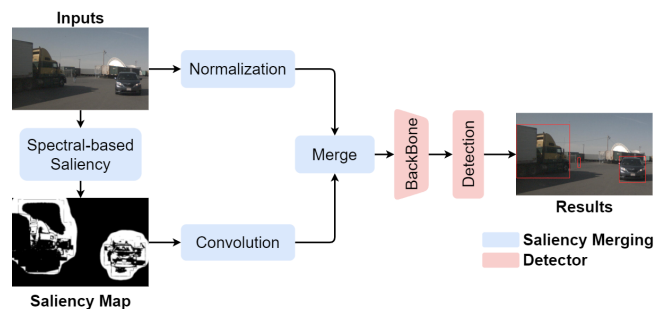 Inputs
Normalization
Spectral-based
Saliency
Merge
BackBone
Detection
Convolution
Saliency Map
Results
Saliency Merging
Detector